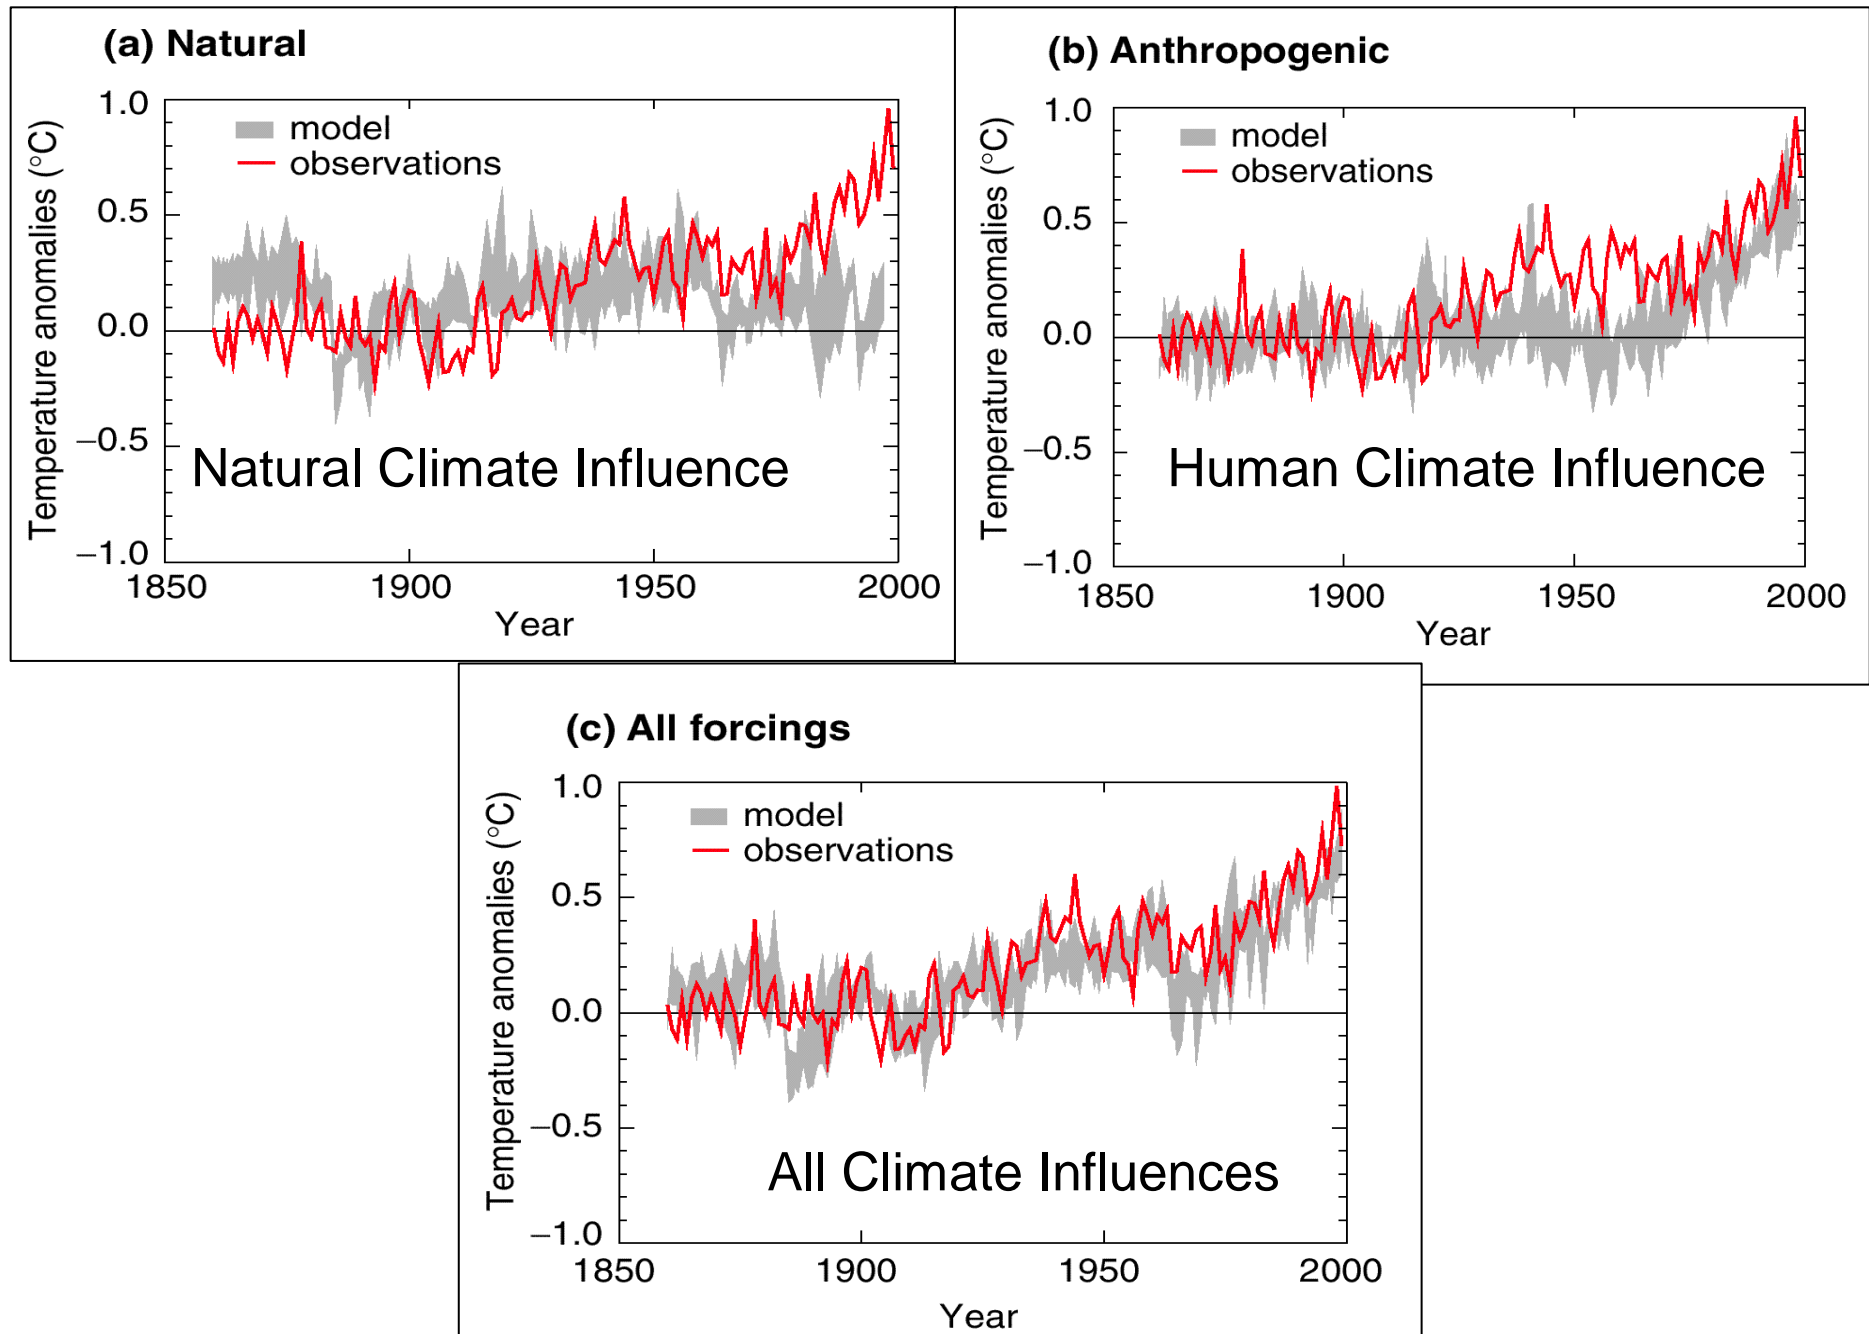 (a) Natural
Temperature anomalies (°C)
1.0
0.5
0.0
−0.5
−1.0
model
observations
Natural Climate Influence
1850
1900
1950
2000
Year
(b) Anthropogenic
Temperature anomalies (°C)
1.0
0.5
0.0
−0.5
−1.0
model
observations
Human Climate Influence
1850
1900
1950
2000
Year
(c) All forcings
Temperature anomalies (°C)
1.0
0.5
0.0
−0.5
−1.0
model
observations
All Climate Influences
1850
1900
1950
2000
Year